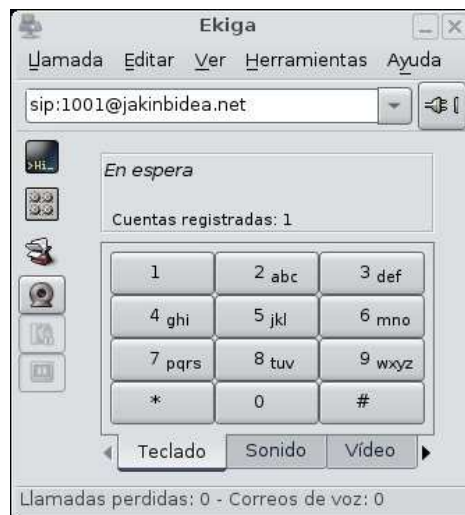 Ekiga
Llamada Editar Ver Herramientas Ayuda
sip:1001@jakinbidea.net
>Hi_
En espera
Cuentas registradas: 1
1 2 abc 3 def
4 ghi 5 jkl 6 mno
7 pqrs 8 tuv 9 wxyz
* 0 #
Teclado Sonido Vídeo
Llamadas perdidas: 0 - Correos de voz: 0